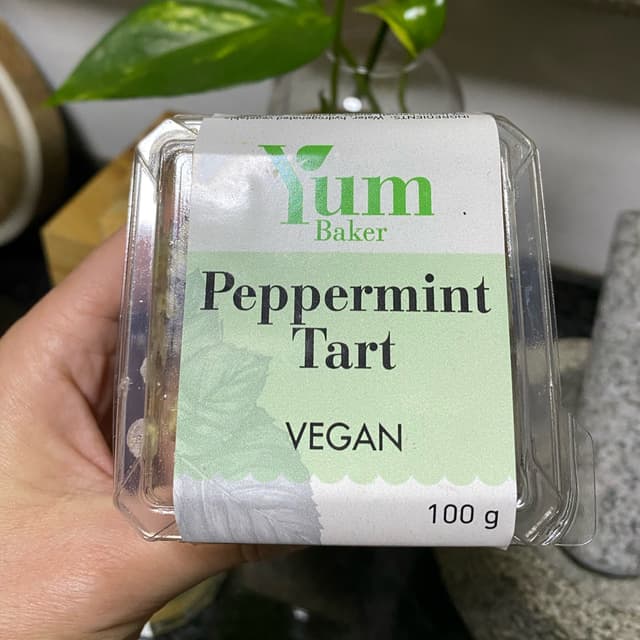 Yum
Baker
Peppermint
Tart
VEGAN
100 g